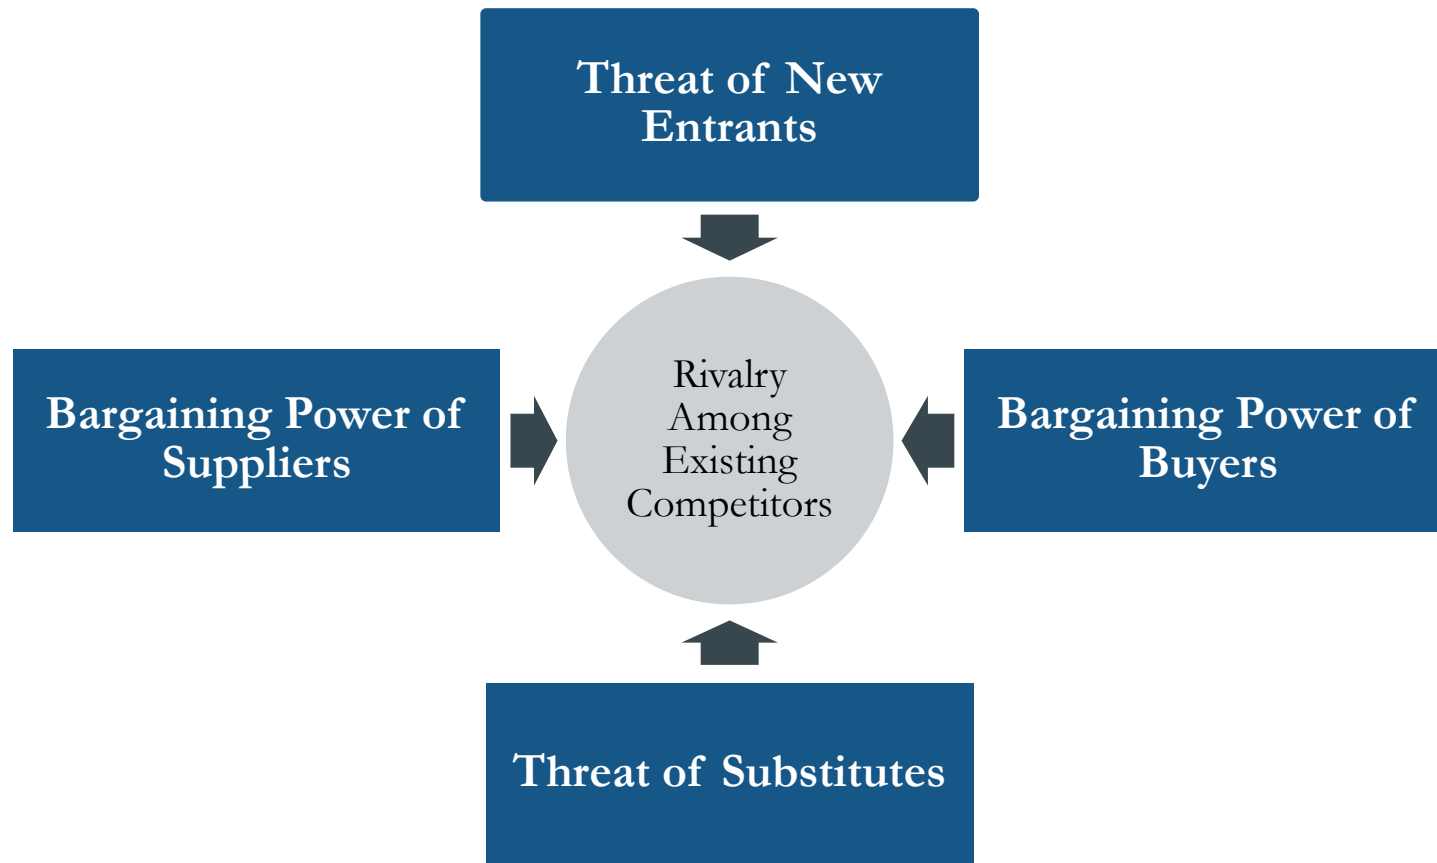 Threat of New
Entrants
Bargaining Power of
Suppliers
Rivalry
Among
Existing
Competitors
Bargaining Power of
Buyers
Threat of Substitutes